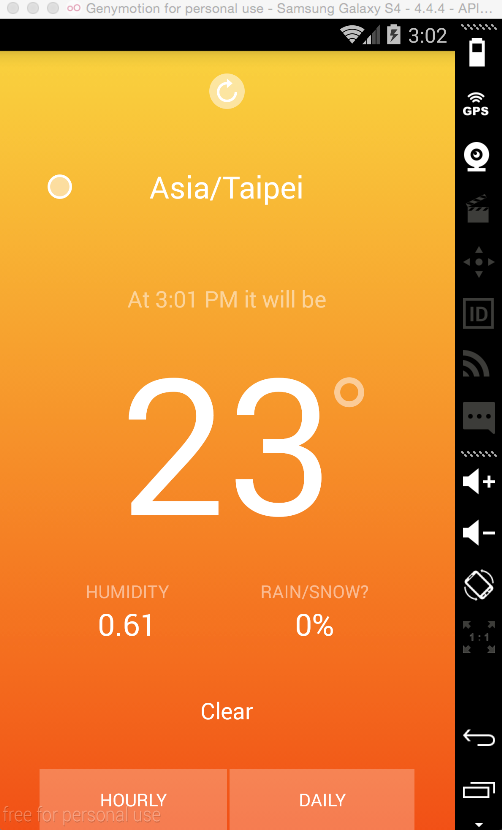 Genymotion for personal use - Samsung Galaxy S4 - 4.4.4 - API...
3:02
GPS
Asia/Taipei
ID
At 3:01 PM it will be
23°
HUMIDITY
RAIN/SNOW?
0.61
0%
1:1
Clear
HOURLY
DAILY
free for personal use